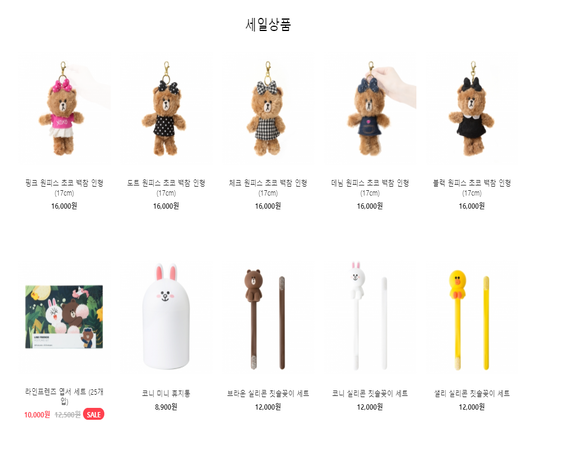 세일상품
핑크 원피스 쵸코 백참 인형
(17cm)
16,000원
도트 원피스 쵸코 백참 인형
(17cm)
16,000원
체크 원피스 쵸코 백참 인형
(17cm)
16,000원
데님 원피스 쵸코 백참 인형
(17cm)
16,000원
블랙 원피스 쵸코 백참 인형
(17cm)
16,000원
라인프렌즈 엽서 세트 (25개
입)
10,000원 12,500원 SALE
코니 미니 휴지통
8,900원
브라운 실리콘 칫솔꽂이 세트
12,000원
코니 실리콘 칫솔꽂이 세트
12,000원
샐리 실리콘 칫솔꽂이 세트
12,000원